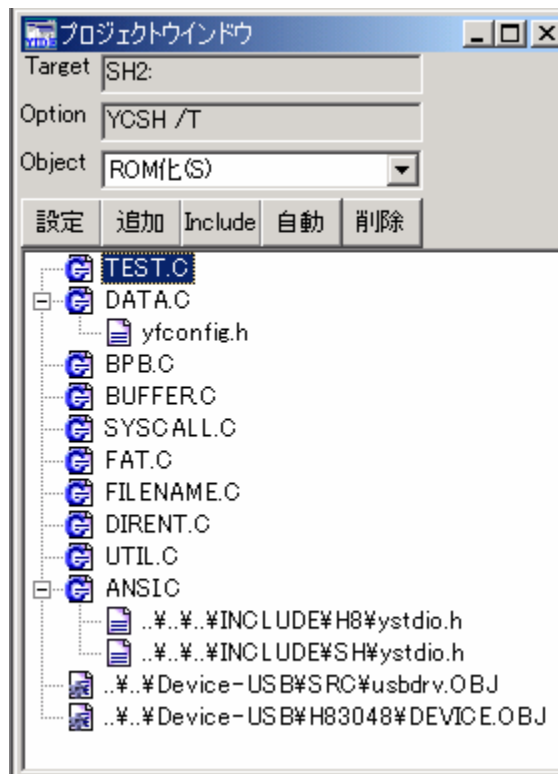 プロジェクトウインドウ
Target SH2:
Option YCSH /T
Object ROM化(S)
設定 追加 Include 自動 削除
TEST.C
DATA.C
yfconfig.h
BPB.C
BUFFER.C
SYSCALL.C
FAT.C
FILENAME.C
DIRENT.C
UTIL.C
ANSI.C
..¥..¥..¥INCLUDE¥H8¥ystdio.h
..¥..¥..¥INCLUDE¥SH¥ystdio.h
..¥..¥Device-USB¥SRC¥usbdrv.OBJ
..¥..¥Device-USB¥H83048¥DEVICE.OBJ